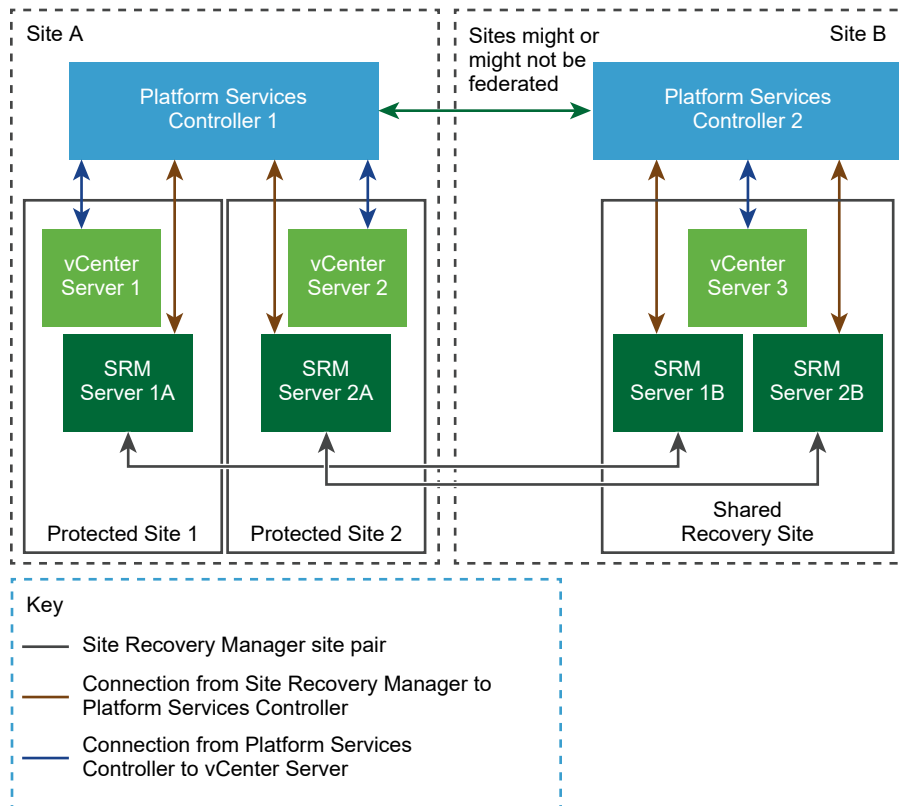 Site A
Sites might or
might not be
federated
Site B
Platform Services
Controller 1
Platform Services
Controller 2
vCenter
Server 1
vCenter
Server 2
vCenter
Server 3
SRM
Server 1A
SRM
Server 2A
SRM
Server 1B
SRM
Server 2B
Protected Site 1
Protected Site 2
Shared
Recovery Site
Key
Site Recovery Manager site pair
Connection from Site Recovery Manager to
Platform Services Controller
Connection from Platform Services
Controller to vCenter Server